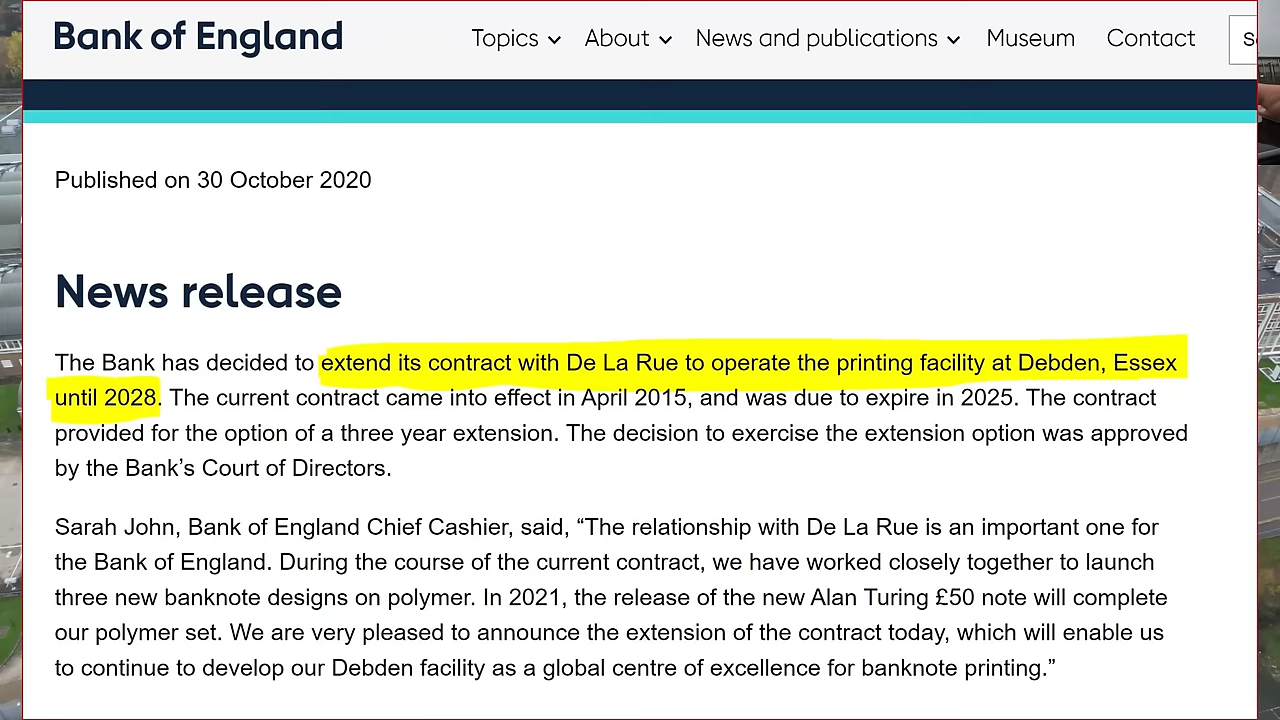 Bank of England
Topics
About
News and publications
Museum
Contact
Published on 30 October 2020
News release
The Bank has decided to extend its contract with De La Rue to operate the printing facility at Debden, Essex
until 2028. The current contract came into effect in April 2015, and was due to expire in 2025. The contract
provided for the option of a three year extension. The decision to exercise the extension option was approved
by the Bank’s Court of Directors.
Sarah John, Bank of England Chief Cashier, said, “The relationship with De La Rue is an important one for
the Bank of England. During the course of the current contract, we have worked closely together to launch
three new banknote designs on polymer. In 2021, the release of the new Alan Turing £50 note will complete
our polymer set. We are very pleased to announce the extension of the contract today, which will enable us
to continue to develop our Debden facility as a global centre of excellence for banknote printing.”